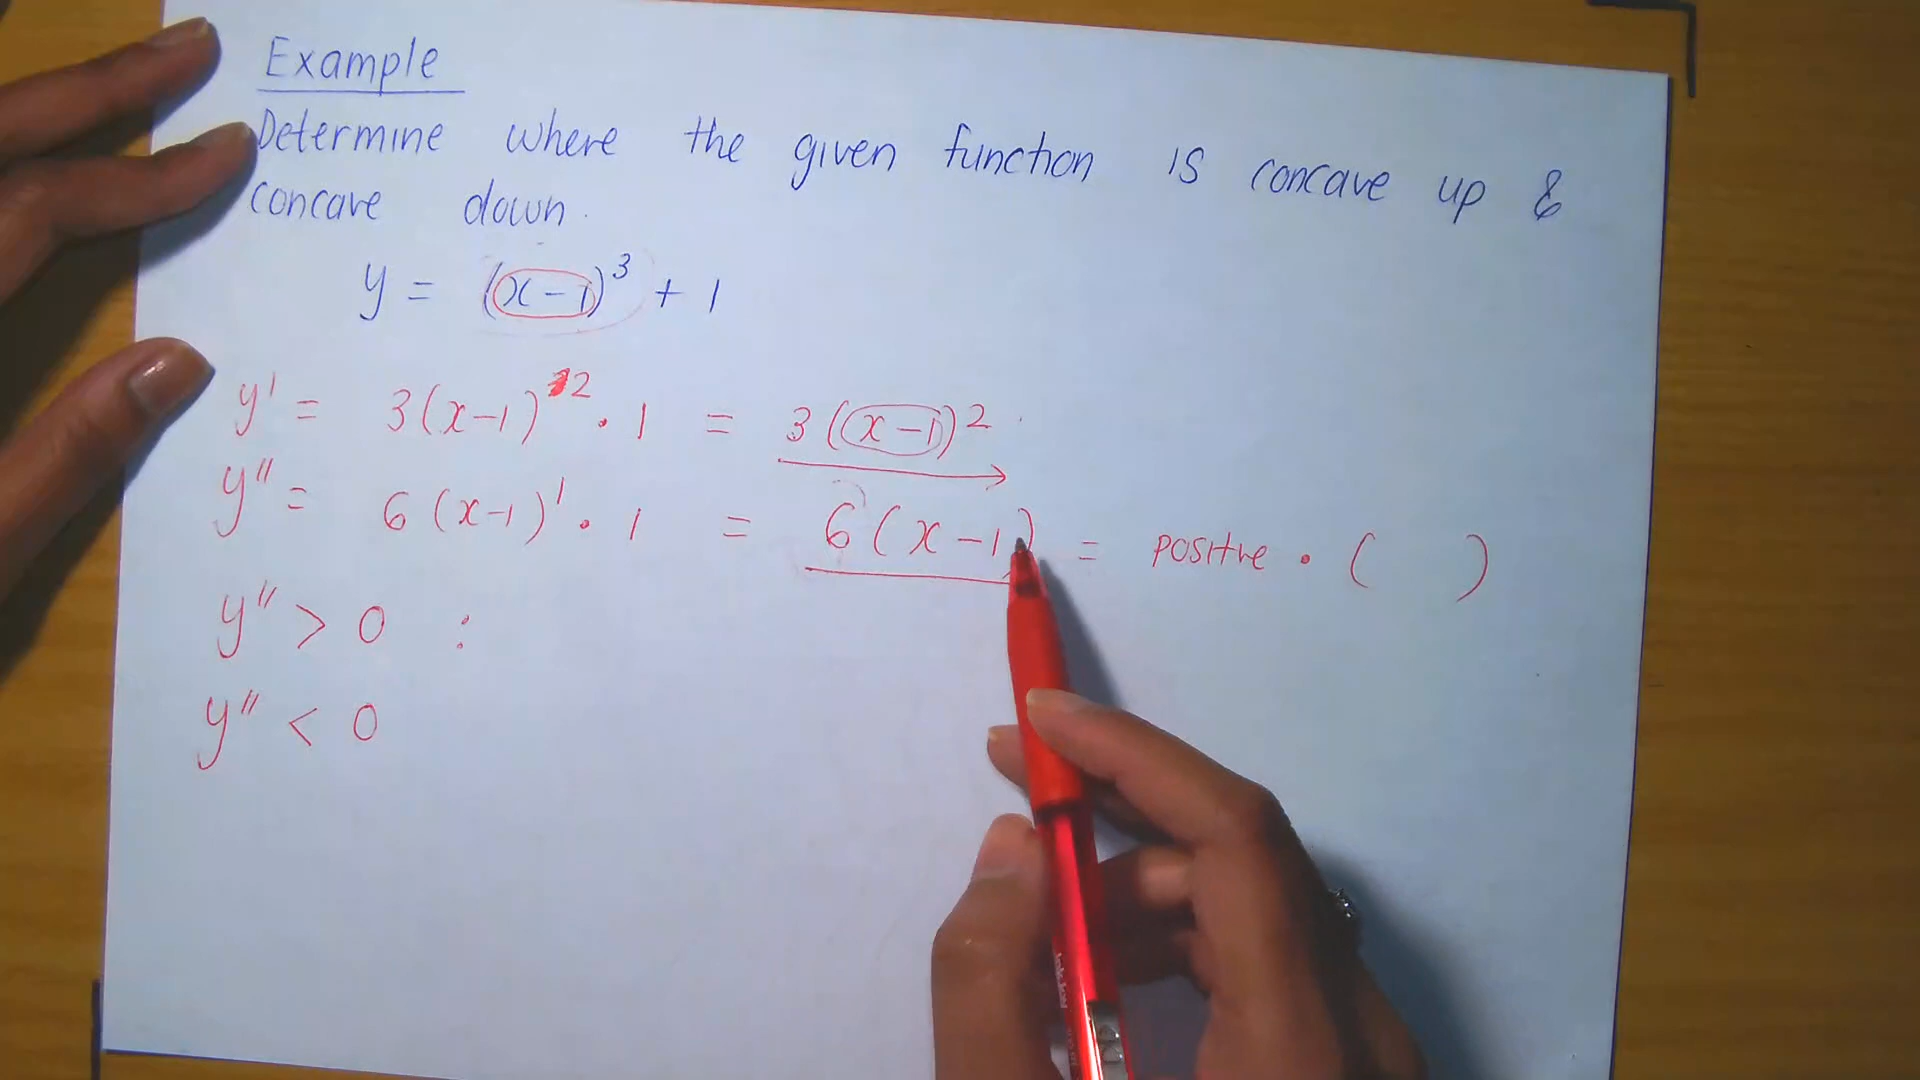 Example
Determine where the given function is concave up &
concave down.
y = (x-1)³ + 1
y' = 3(x-1)² · 1 = 3(x-1)²
y" = 6(x-1)' · 1 = 6(x-1) = positive · ( )
y" > 0 :
y" < 0